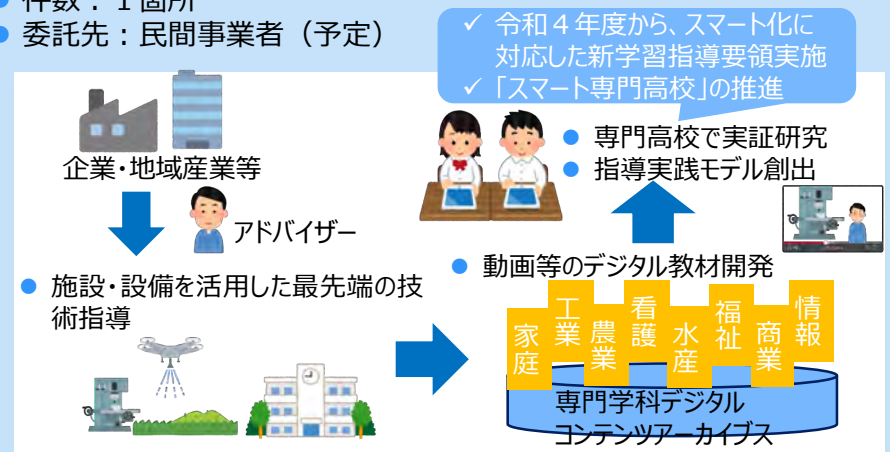 ● 件数：１箇所
● 委託先：民間事業者（予定）
✓ 令和４年度から、スマート化に
対応した新学習指導要領実施
✓ 「スマート専門高校」の推進
企業・地域産業等
アドバイザー
● 専門高校で実証研究
● 指導実践モデル創出
● 施設・設備を活用した最先端の技
術指導
● 動画等のデジタル教材開発
家庭
工業
農業
看護
水産
福祉
商業
情報
専門学科デジタル
コンテンツアーカイブス